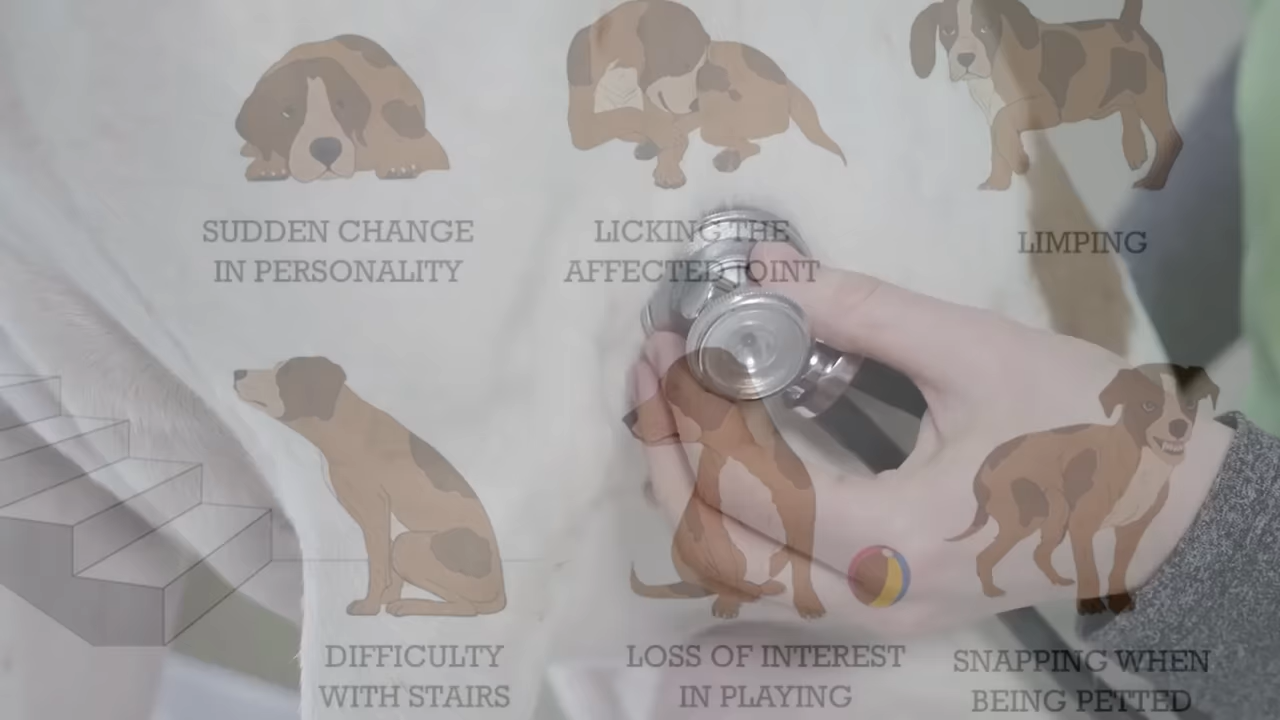 SUDDEN CHANGE
IN PERSONALITY
LICKING THE
AFFECTED JOINT
LIMPING
DIFFICULTY
WITH STAIRS
LOSS OF INTEREST
IN PLAYING
SNAPPING WHEN
BEING PETTED